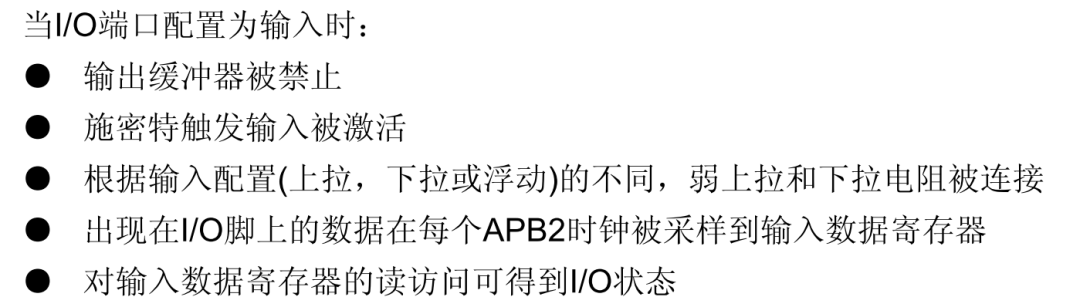 当I/O端口配置为输入时：
● 输出缓冲器被禁止
● 施密特触发输入被激活
● 根据输入配置(上拉，下拉或浮动)的不同，弱上拉和下拉电阻被连接
● 出现在I/O脚上的数据在每个APB2时钟被采样到输入数据寄存器
● 对输入数据寄存器的读访问可得到I/O状态